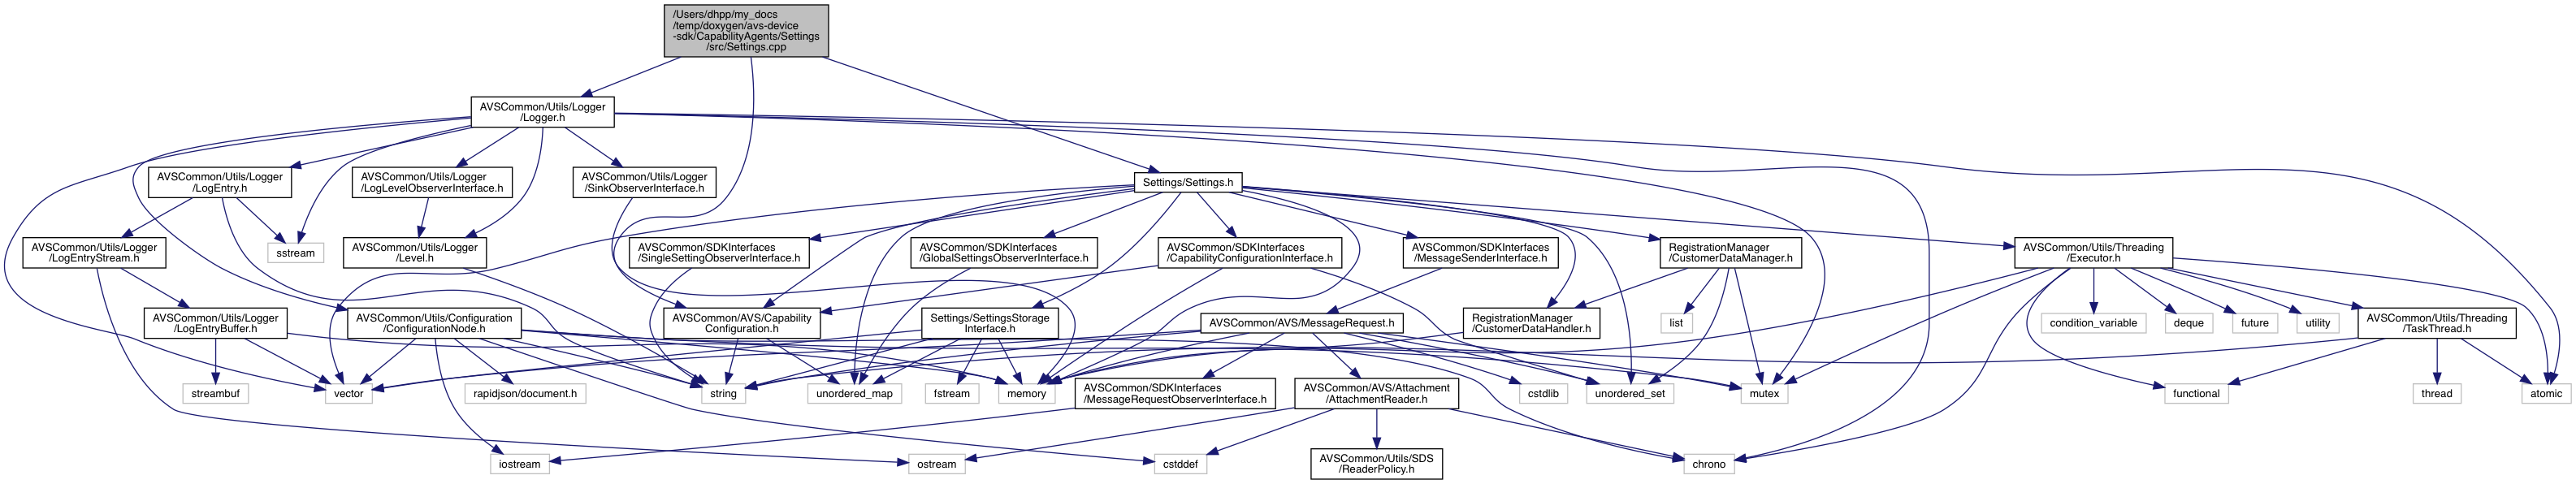 /Users/dhpp/my_docs
/temp/doxygen/avs-device
-sdk/CapabilityAgents/Settings
/src/Settings.cpp
AVSCommon/Utils/Logger
/Logger.h
AVSCommon/Utils/Logger
/LogEntry.h
AVSCommon/Utils/Logger
/LogLevelObserverInterface.h
AVSCommon/Utils/Logger
/SinkObserverInterface.h
Settings/Settings.h
AVSCommon/Utils/Logger
/LogEntryStream.h
sstream
AVSCommon/Utils/Logger
/Level.h
AVSCommon/SDKInterfaces
/SingleSettingObserverInterface.h
AVSCommon/SDKInterfaces
/GlobalSettingsObserverInterface.h
AVSCommon/SDKInterfaces
/CapabilityConfigurationInterface.h
AVSCommon/SDKInterfaces
/MessageSenderInterface.h
RegistrationManager
/CustomerDataManager.h
AVSCommon/Utils/Threading
/Executor.h
AVSCommon/Utils/Logger
/LogEntryBuffer.h
AVSCommon/Utils/Configuration
/ConfigurationNode.h
AVSCommon/AVS/Capability
Configuration.h
Settings/SettingsStorage
Interface.h
AVSCommon/AVS/MessageRequest.h
RegistrationManager
/CustomerDataHandler.h
list
condition_variable
deque
future
utility
AVSCommon/Utils/Threading
/TaskThread.h
streambuf
vector
rapidjson/document.h
string
unordered_map
fstream
memory
AVSCommon/SDKInterfaces
/MessageRequestObserverInterface.h
AVSCommon/AVS/Attachment
/AttachmentReader.h
cstdlib
unordered_set
mutex
functional
thread
atomic
iostream
ostream
cstddef
AVSCommon/Utils/SDS
/ReaderPolicy.h
chrono